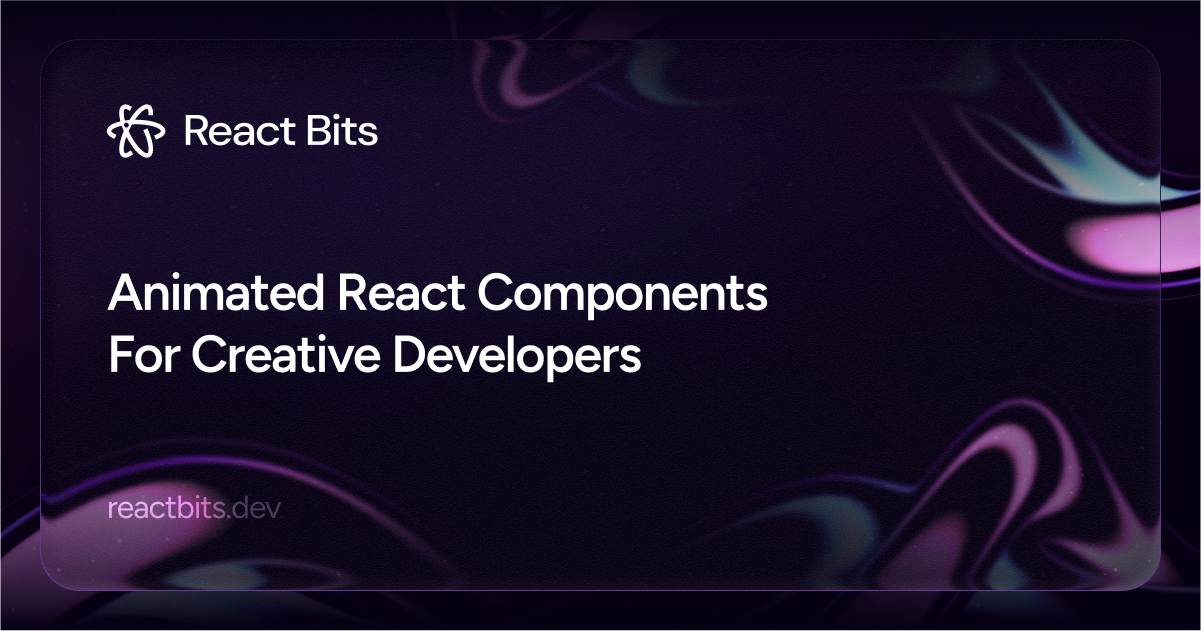 React Bits
Animated React Components
For Creative Developers
reactbits.dev